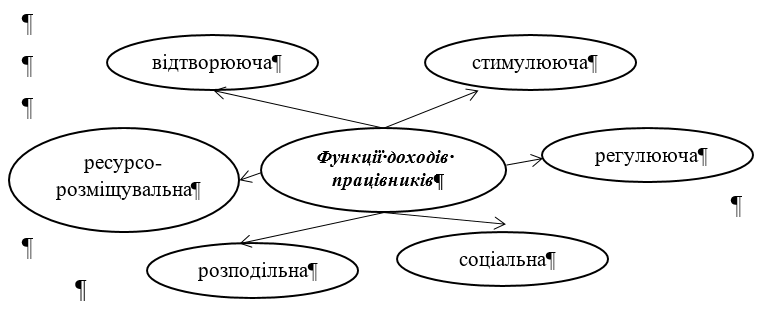 відтворююча¶
стимулююча¶
Функції·доходів·
працівників¶
ресурсо-
розміщувальна¶
регулююча¶
розподільна¶
соціальна¶